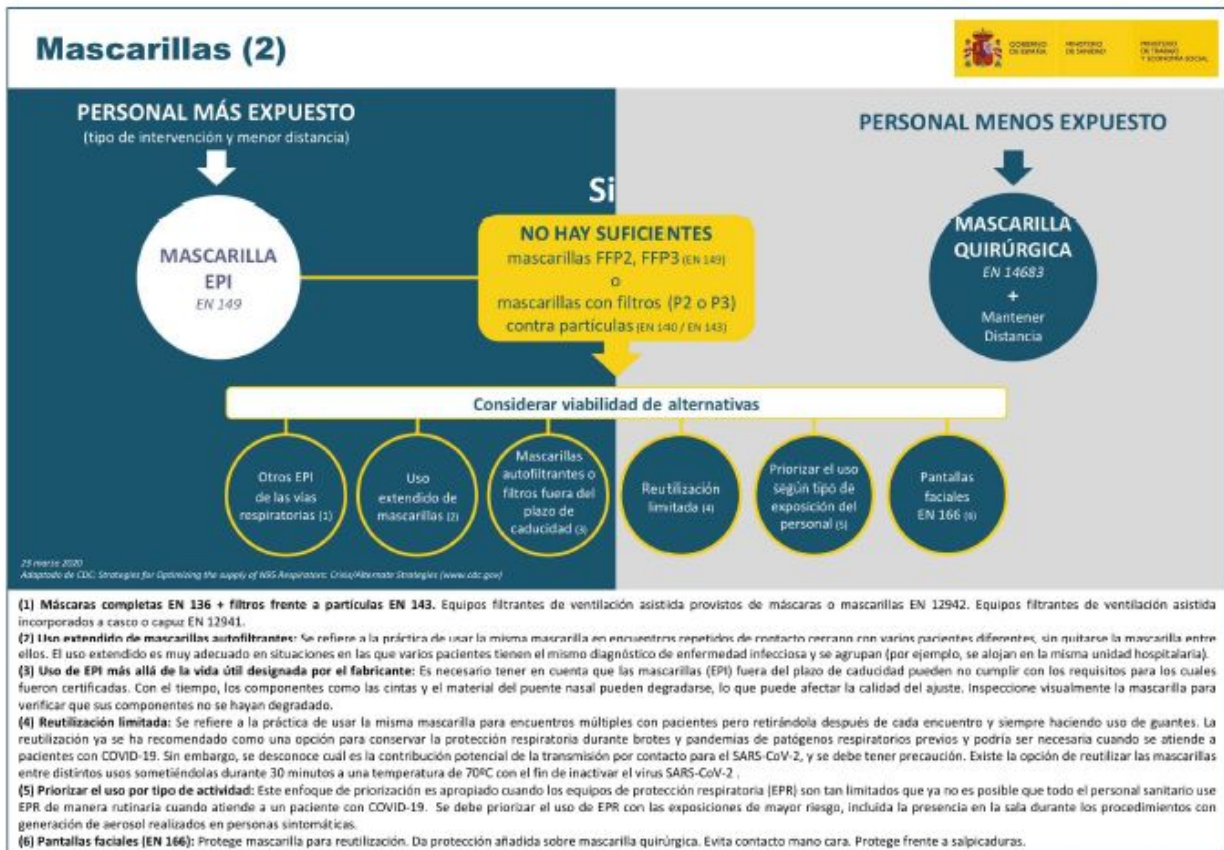 Mascarillas (2)
GOBIERNO
DE ESPAÑA
MINISTERIO
DE SANIDAD
MINISTERIO
DE TRABAJO
Y ECONOMÍA SOCIAL
PERSONAL MÁS EXPUESTO
(tipo de intervención y menor distancia)
PERSONAL MENOS EXPUESTO
Si
MASCARILLA
EPI
EN 149
NO HAY SUFICIENTES
mascarillas FFP2, FFP3 (EN 149)
o
mascarillas con filtros (P2 o P3)
contra partículas (EN 140 / EN 143)
MASCARILLA
QUIRÚRGICA
EN 14683
+
Mantener
Distancia
Considerar viabilidad de alternativas
Otros EPI
de las vías
respiratorias (1)
Uso
extendido de
mascarillas (2)
Mascarillas
autofiltrantes o
filtros fuera del
plazo de
caducidad (3)
Reutilización
limitada (4)
Priorizar el uso
según tipo de
exposición del
personal (5)
Pantallas
faciales
EN 166 (6)
23 marzo 2020
Adaptado de CDC: Strategies for Optimizing the supply of N95 Respirators: Crisis/Alternate Strategies (www.cdc.gov)
(1) Máscaras completas EN 136 + filtros frente a partículas EN 143. Equipos filtrantes de ventilación asistida provistos de máscaras o mascarillas EN 12942. Equipos filtrantes de ventilación asistida
incorporados a casco o capuz EN 12941.
(2) Uso extendido de mascarillas autofiltrantes: Se refiere a la práctica de usar la misma mascarilla en encuentros repetidos de contacto cercano con varios pacientes diferentes, sin quitarse la mascarilla entre
ellos. El uso extendido es muy adecuado en situaciones en las que varios pacientes tienen el mismo diagnóstico de enfermedad infecciosa y se agrupan (por ejemplo, se alojan en la misma unidad hospitalaria).
(3) Uso de EPI más allá de la vida útil designada por el fabricante: Es necesario tener en cuenta que las mascarillas (EPI) fuera del plazo de caducidad pueden no cumplir con los requisitos para los cuales
fueron certificadas. Con el tiempo, los componentes como las cintas y el material del puente nasal pueden degradarse, lo que puede afectar la calidad del ajuste. Inspeccione visualmente la mascarilla para
verificar que sus componentes no se hayan degradado.
(4) Reutilización limitada: Se refiere a la práctica de usar la misma mascarilla para encuentros múltiples con pacientes pero retirándola después de cada encuentro y siempre haciendo uso de guantes. La
reutilización ya se ha recomendado como una opción para conservar la protección respiratoria durante brotes y pandemias de patógenos respiratorios previos y podría ser necesaria cuando se atiende a
pacientes con COVID-19. Sin embargo, se desconoce cuál es la contribución potencial de la transmisión por contacto para el SARS-CoV-2, y se debe tener precaución. Existe la opción de reutilizar las mascarillas
entre distintos usos sometiéndolas durante 30 minutos a una temperatura de 70ºC con el fin de inactivar el virus SARS-CoV-2 .
(5) Priorizar el uso por tipo de actividad: Este enfoque de priorización es apropiado cuando los equipos de protección respiratoria (EPR) son tan limitados que ya no es posible que todo el personal sanitario use
EPR de manera rutinaria cuando atiende a un paciente con COVID-19. Se debe priorizar el uso de EPR con las exposiciones de mayor riesgo, incluida la presencia en la sala durante los procedimientos con
generación de aerosol realizados en personas sintomáticas.
(6) Pantallas faciales (EN 166): Protege mascarilla para reutilización. Da protección añadida sobre mascarilla quirúrgica. Evita contacto mano cara. Protege frente a salpicaduras.